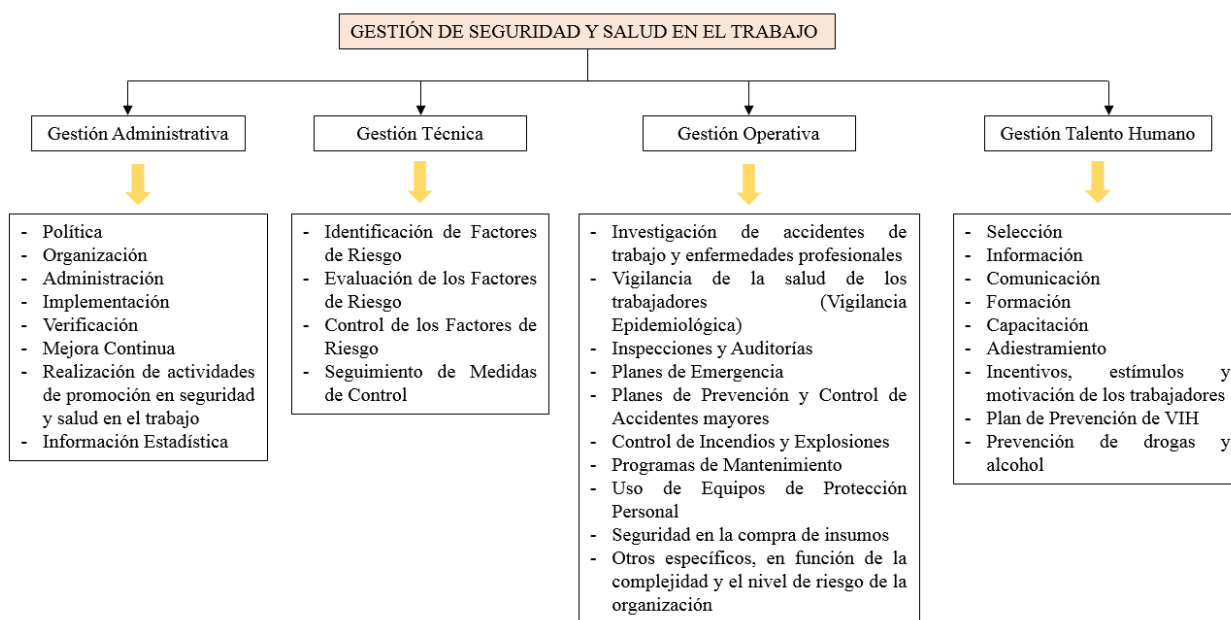 GESTIÓN DE SEGURIDAD Y SALUD EN EL TRABAJO
Gestión Administrativa
Gestión Técnica
Gestión Operativa
Gestión Talento Humano
- Política
- Organización
- Administración
- Implementación
- Verificación
- Mejora Continua
- Realización de actividades
de promoción en seguridad
y salud en el trabajo
- Información Estadística
- Identificación de Factores
de Riesgo
- Evaluación de los Factores
de Riesgo
- Control de los Factores de
Riesgo
- Seguimiento de Medidas
de Control
- Investigación de accidentes de
trabajo y enfermedades profesionales
- Vigilancia de la salud de los
trabajadores (Vigilancia
Epidemiológica)
- Inspecciones y Auditorías
- Planes de Emergencia
- Planes de Prevención y Control de
Accidentes mayores
- Control de Incendios y Explosiones
- Programas de Mantenimiento
- Uso de Equipos de Protección
Personal
- Seguridad en la compra de insumos
- Otros específicos, en función de la
complejidad y el nivel de riesgo de la
organización
- Selección
- Información
- Comunicación
- Formación
- Capacitación
- Adiestramiento
- Incentivos, estímulos y
motivación de los trabajadores
- Plan de Prevención de VIH
- Prevención de drogas y
alcohol